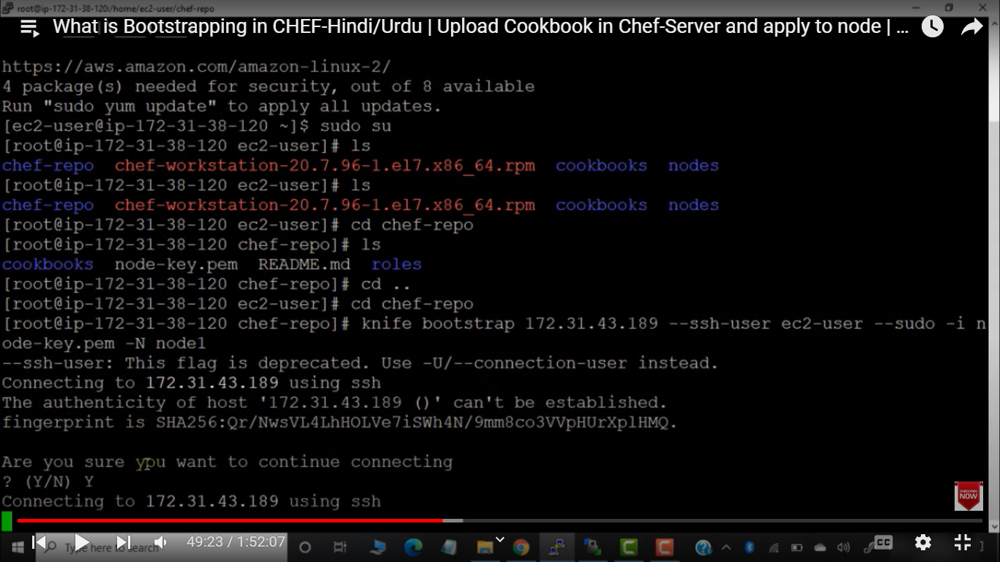 root@ip-172-31-38-120:/home/ec2-user/chef-repo
What is Bootstrapping in CHEF-Hindi/Urdu | Upload Cookbook in Chef-Server and apply to node | ...
https://aws.amazon.com/amazon-linux-2/
4 package(s) needed for security, out of 8 available
Run "sudo yum update" to apply all updates.
[ec2-user@ip-172-31-38-120 ~]$ sudo su
[root@ip-172-31-38-120 ec2-user]# ls
chef-repo  chef-workstation-20.7.96-1.el7.x86_64.rpm  cookbooks  nodes
[root@ip-172-31-38-120 ec2-user]# ls
chef-repo  chef-workstation-20.7.96-1.el7.x86_64.rpm  cookbooks  nodes
[root@ip-172-31-38-120 ec2-user]# cd chef-repo
[root@ip-172-31-38-120 chef-repo]# ls
cookbooks  node-key.pem  README.md  roles
[root@ip-172-31-38-120 chef-repo]# cd ..
[root@ip-172-31-38-120 ec2-user]# cd chef-repo
[root@ip-172-31-38-120 chef-repo]# knife bootstrap 172.31.43.189 --ssh-user ec2-user --sudo -i n
ode-key.pem -N node1
--ssh-user: This flag is deprecated. Use -U/--connection-user instead.
Connecting to 172.31.43.189 using ssh
The authenticity of host '172.31.43.189 ()' can't be established.
fingerprint is SHA256:Qr/NwsVL4LhHOLVe7iSWh4N/9mm8co3VVpHUrXplHMQ.
Are you sure you want to continue connecting
? (Y/N) Y
Connecting to 172.31.43.189 using ssh
SUBSCRIBE
NOW
Type here to search
49:23 / 1:52:07
CC